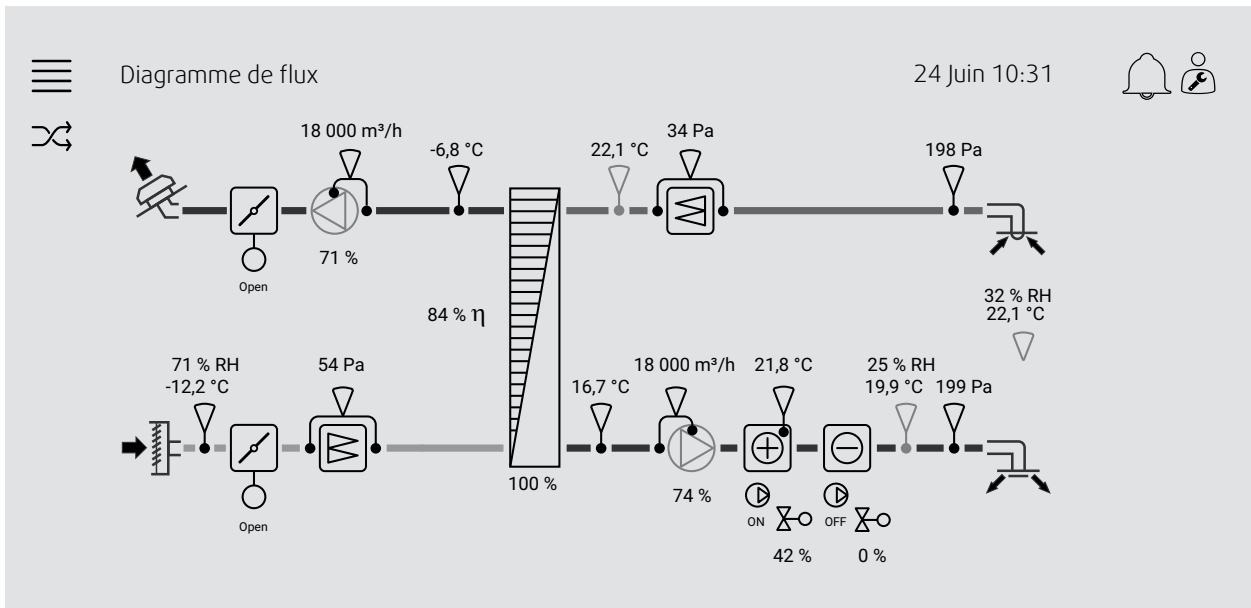 Diagramme de flux
24 Juin 10:31
18 000 m³/h
-6,8 °C
22,1 °C
34 Pa
198 Pa
71 %
Open
84 % η
32 % RH
22,1 °C
71 % RH
-12,2 °C
54 Pa
16,7 °C
18 000 m³/h
21,8 °C
25 % RH
19,9 °C
199 Pa
100 %
74 %
Open
ON
OFF
42 %
0 %